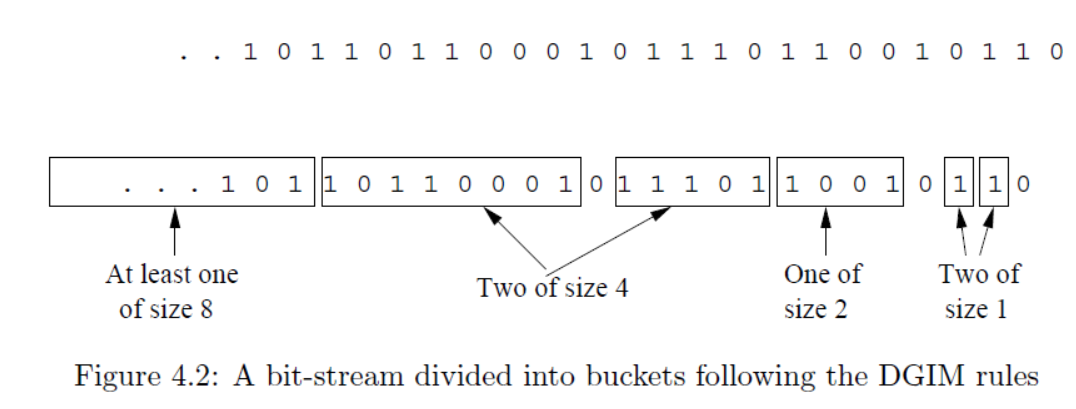 . . 1 0 1 1 0 1 1 0 0 0 1 0 1 1 1 0 1 1 0 0 1 0 1 1 0
. . . 1 0 1 1 0 1 1 0 0 0 1 0 1 1 1 0 1 1 0 0 1 0 1 1 0
At least one
of size 8
Two of size 4
One of
size 2
Two of
size 1
Figure 4.2: A bit-stream divided into buckets following the DGIM rules